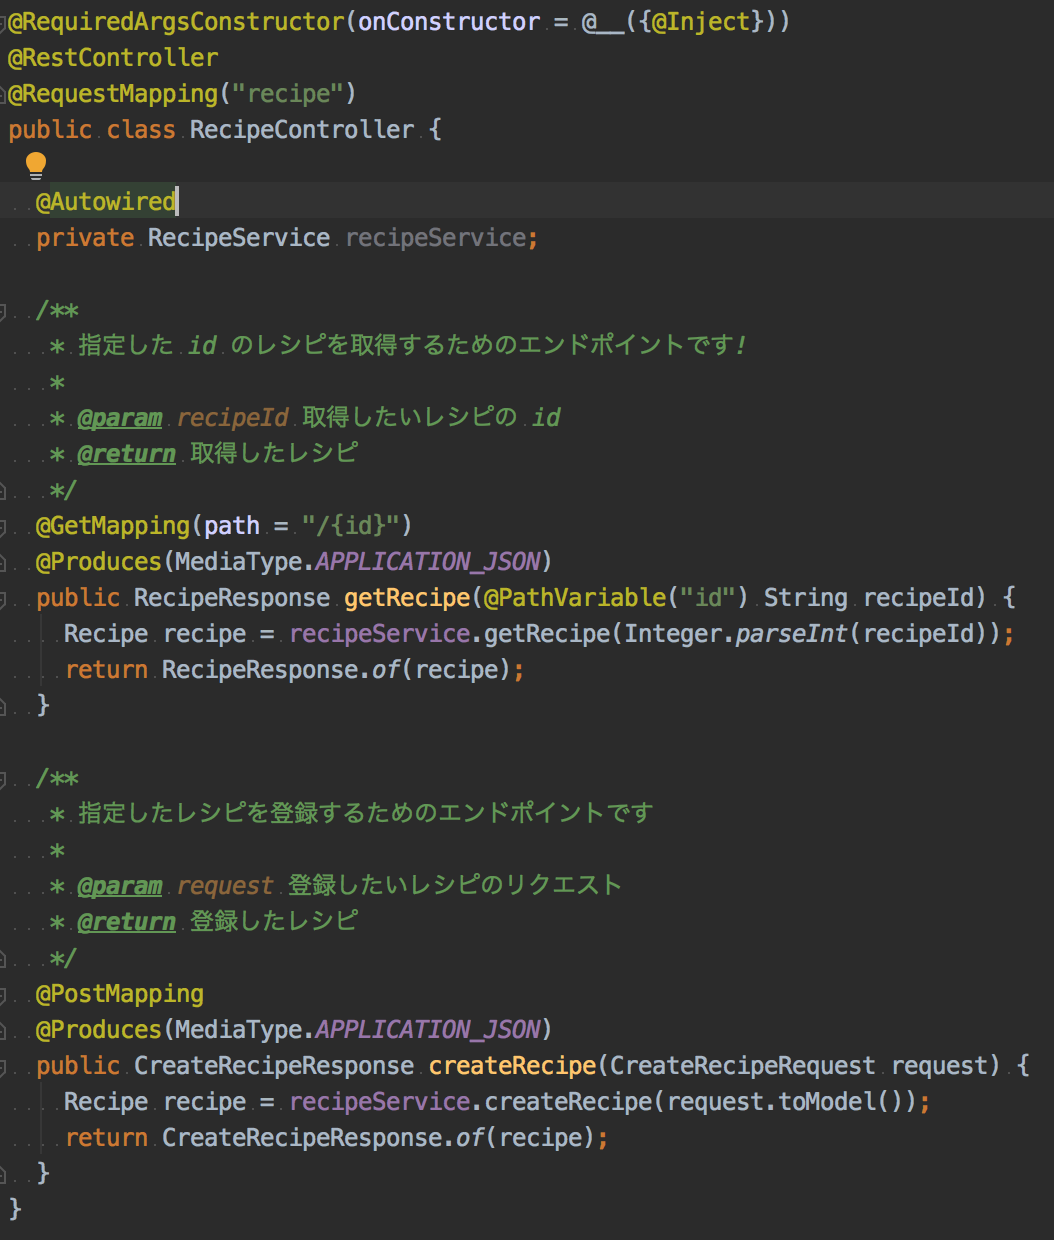 @RequiredArgsConstructor(onConstructor = @__({@Inject}))
@RestController
@RequestMapping("recipe")
public class RecipeController {
@Autowired
private RecipeService recipeService;
/**
* 指定した id のレシピを取得するためのエンドポイントです!
*
* @param recipeId 取得したいレシピの id
* @return 取得したレシピ
*/
@GetMapping(path = "/{id}")
@Produces(MediaType.APPLICATION_JSON)
public RecipeResponse getRecipe(@PathVariable("id") String recipeId) {
Recipe recipe = recipeService.getRecipe(Integer.parseInt(recipeId));
return RecipeResponse.of(recipe);
}
/**
* 指定したレシピを登録するためのエンドポイントです
*
* @param request 登録したいレシピのリクエスト
* @return 登録したレシピ
*/
@PostMapping
@Produces(MediaType.APPLICATION_JSON)
public CreateRecipeResponse createRecipe(CreateRecipeRequest request) {
Recipe recipe = recipeService.createRecipe(request.toModel());
return CreateRecipeResponse.of(recipe);
}
}